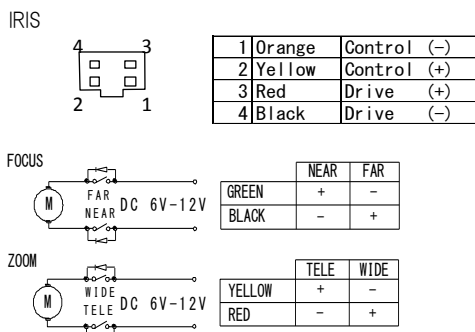 IRIS
4 3
2 1
1 Orange Control (−)
2 Yellow Control (+)
3 Red Drive (+)
4 Black Drive (−)
FOCUS
M
FAR
NEAR
DC 6V−12V
NEAR FAR
GREEN + −
BLACK − +
ZOOM
M
WIDE
TELE
DC 6V−12V
TELE WIDE
YELLOW + −
RED − +